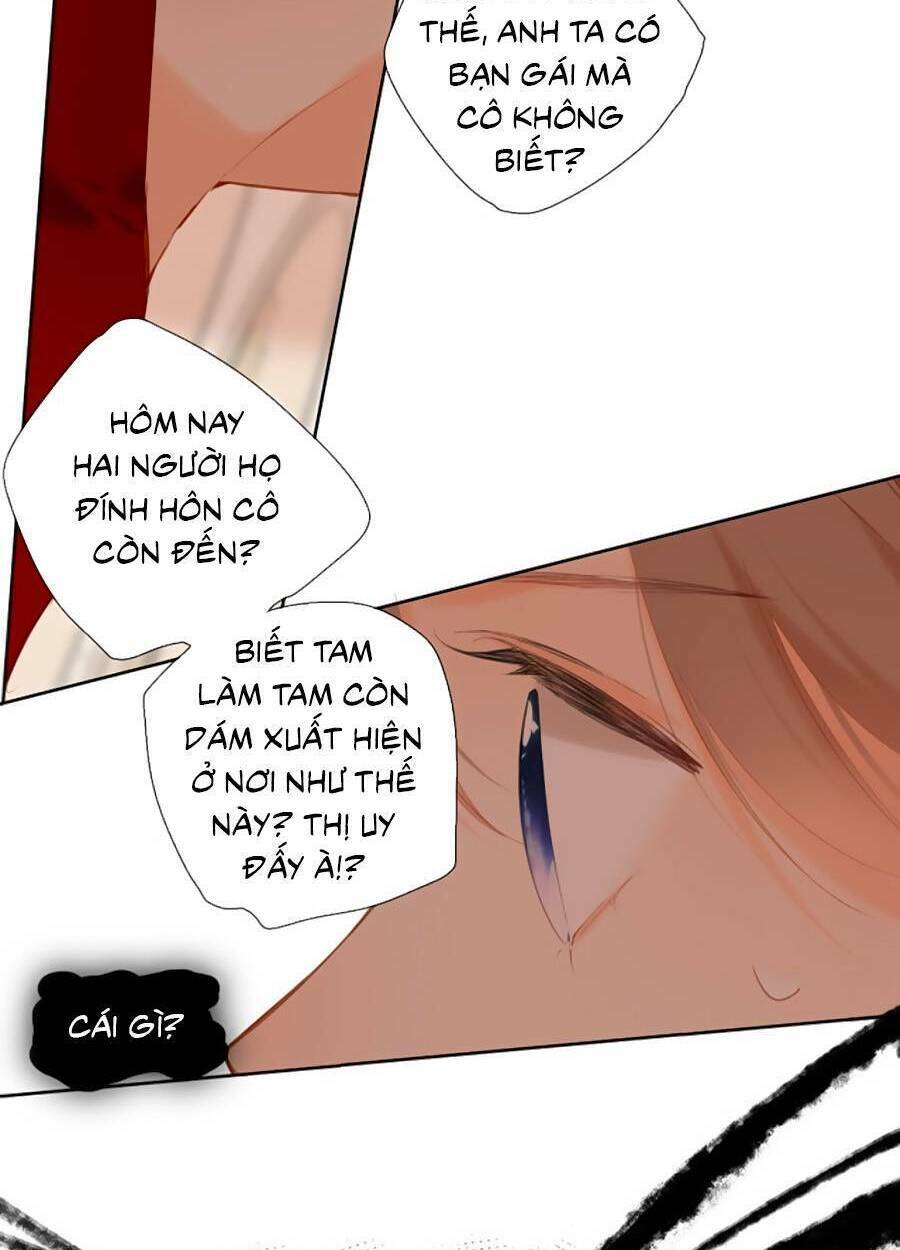 THẾ, ANH TA CÓ
BẠN GÁI MÀ
CÔ KHÔNG
BIẾT?
HÔM NAY
HAI NGƯỜI HỌ
ĐÍNH HÔN CÔ
CÒN ĐẾN?
BIẾT TAM
LÀM TAM CÒN
DÁM XUẤT HIỆN
Ở NƠI NHƯ THẾ
NÀY? THỊ UY
ĐẤY À!?
CÁI GÌ?